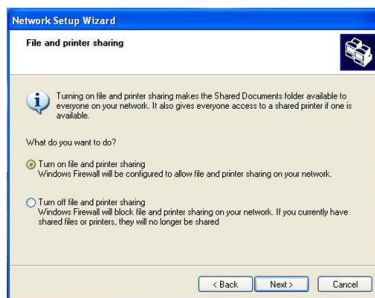 Network Setup Wizard
File and printer sharing
Turning on file and printer sharing makes the Shared Documents folder available to
everyone on your network. It also gives everyone access to a shared printer if one is
available.
What do you want to do?
Turn on file and printer sharing
Windows Firewall will be configured to allow file and printer sharing on your network.
Turn off file and printer sharing
Windows Firewall will block file and printer sharing on your network. If you currently have
shared files or printers, they will no longer be shared
< Back Next > Cancel